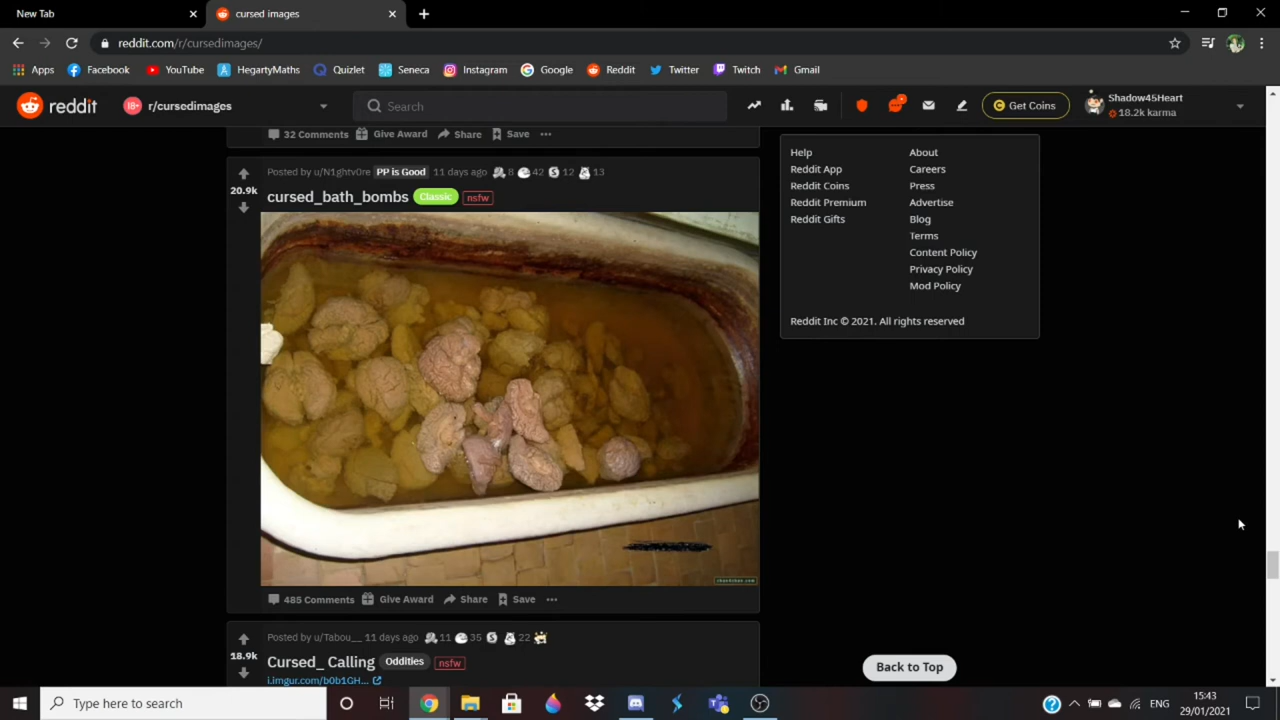 New Tab
cursed images
reddit.com/r/cursedimages/
Apps Facebook YouTube HegartyMaths Quizlet Seneca Instagram Google Reddit Twitter Twitch Gmail
reddit 18+ r/cursedimages Search Get Coins Shadow45Heart
18.2k karma
32 Comments Give Award Share Save
Help About
Reddit App Careers
Reddit Coins Press
Reddit Premium Advertise
Reddit Gifts Blog
Terms
Content Policy
Privacy Policy
Mod Policy
Reddit Inc © 2021. All rights reserved
Posted by u/N1ghtv0re PP is Good 11 days ago 8 42 12 13
20.9k
cursed_bath_bombs Classic nsfw
485 Comments Give Award Share Save
Posted by u/Tabou__ 11 days ago 11 35 22
18.9k
Cursed_ Calling Oddities nsfw
i.imgur.com/b0b1GH...
Back to Top
Type here to search
ENG
15:43
29/01/2021